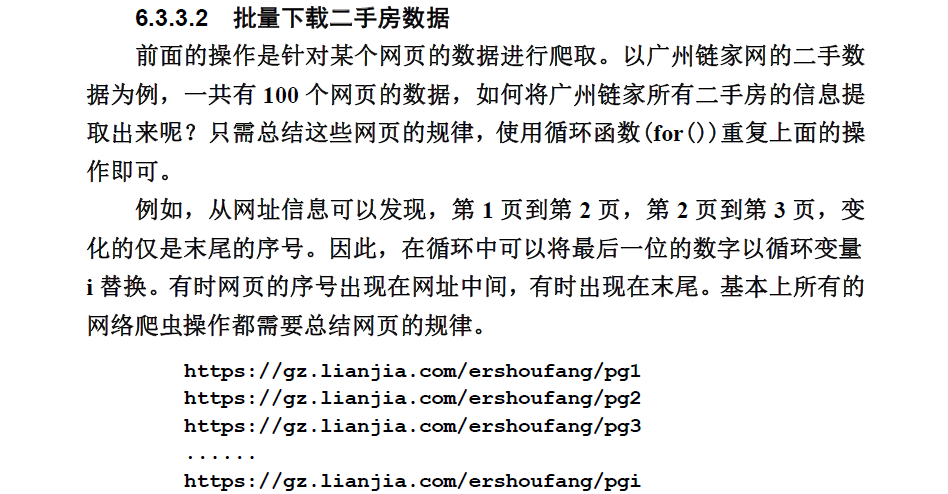 6.3.3.2 批量下载二手房数据
前面的操作是针对某个网页的数据进行爬取。以广州链家网的二手数
据为例，一共有 100 个网页的数据，如何将广州链家所有二手房的信息提
取出来呢？只需总结这些网页的规律，使用循环函数(for())重复上面的操
作即可。
例如，从网址信息可以发现，第 1 页到第 2 页，第 2 页到第 3 页，变
化的仅是末尾的序号。因此，在循环中可以将最后一位的数字以循环变量
i 替换。有时网页的序号出现在网址中间，有时出现在末尾。基本上所有的
网络爬虫操作都需要总结网页的规律。
https://gz.lianjia.com/ershoufang/pg1
https://gz.lianjia.com/ershoufang/pg2
https://gz.lianjia.com/ershoufang/pg3
......
https://gz.lianjia.com/ershoufang/pgi